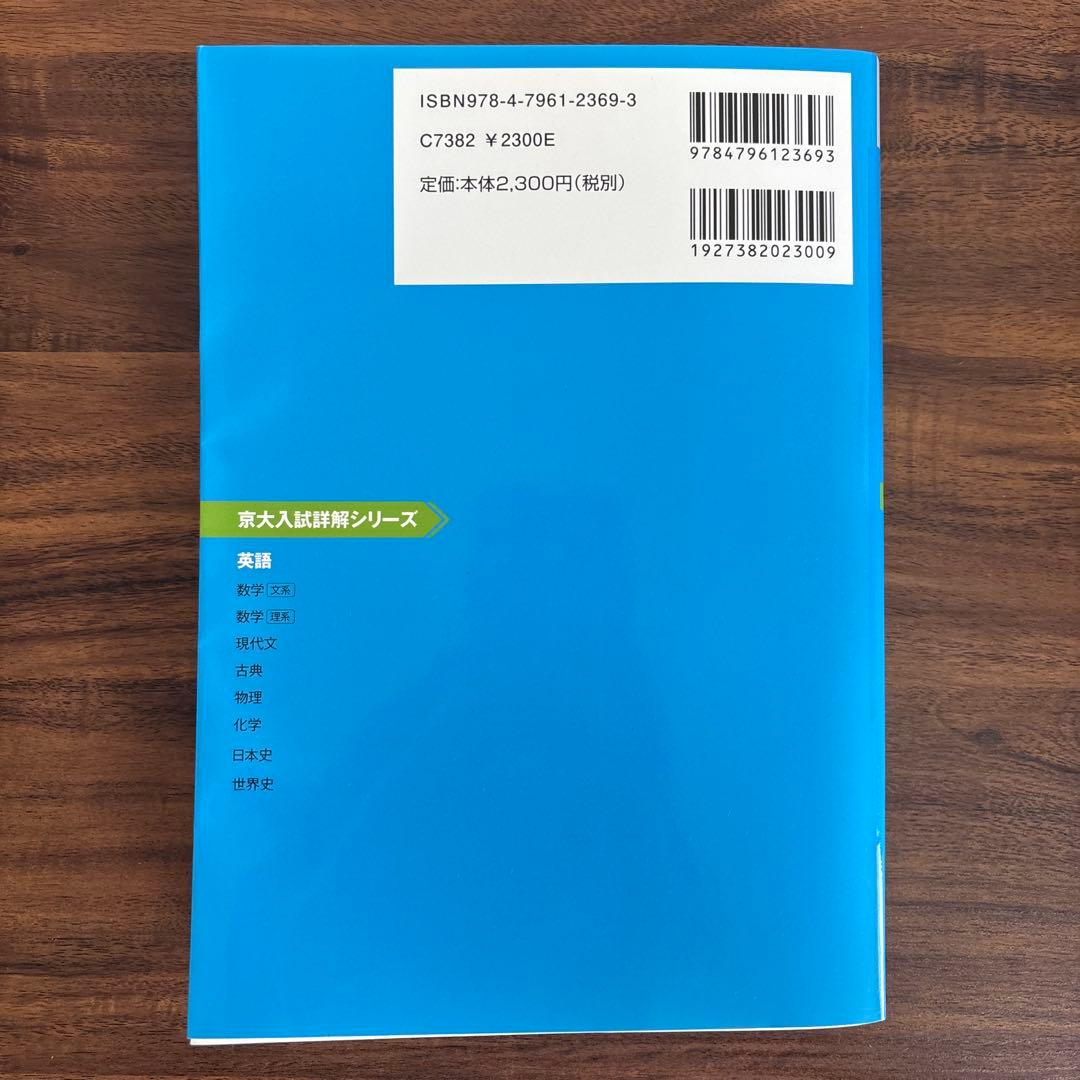 ISBN978-4-7961-2369-3
C7382 ¥2300E
定価:本体2,300円(税別)
9784796123693
1927382023009
京大入試詳解シリーズ
英語
数学 文系
数学 理系
現代文
古典
物理
化学
日本史
世界史